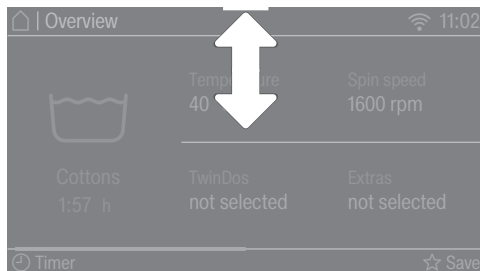 | Overview 11:02
Temperature Spin speed
40 1600 rpm
Cottons TwinDos Extras
1:57 h not selected not selected
Timer Save